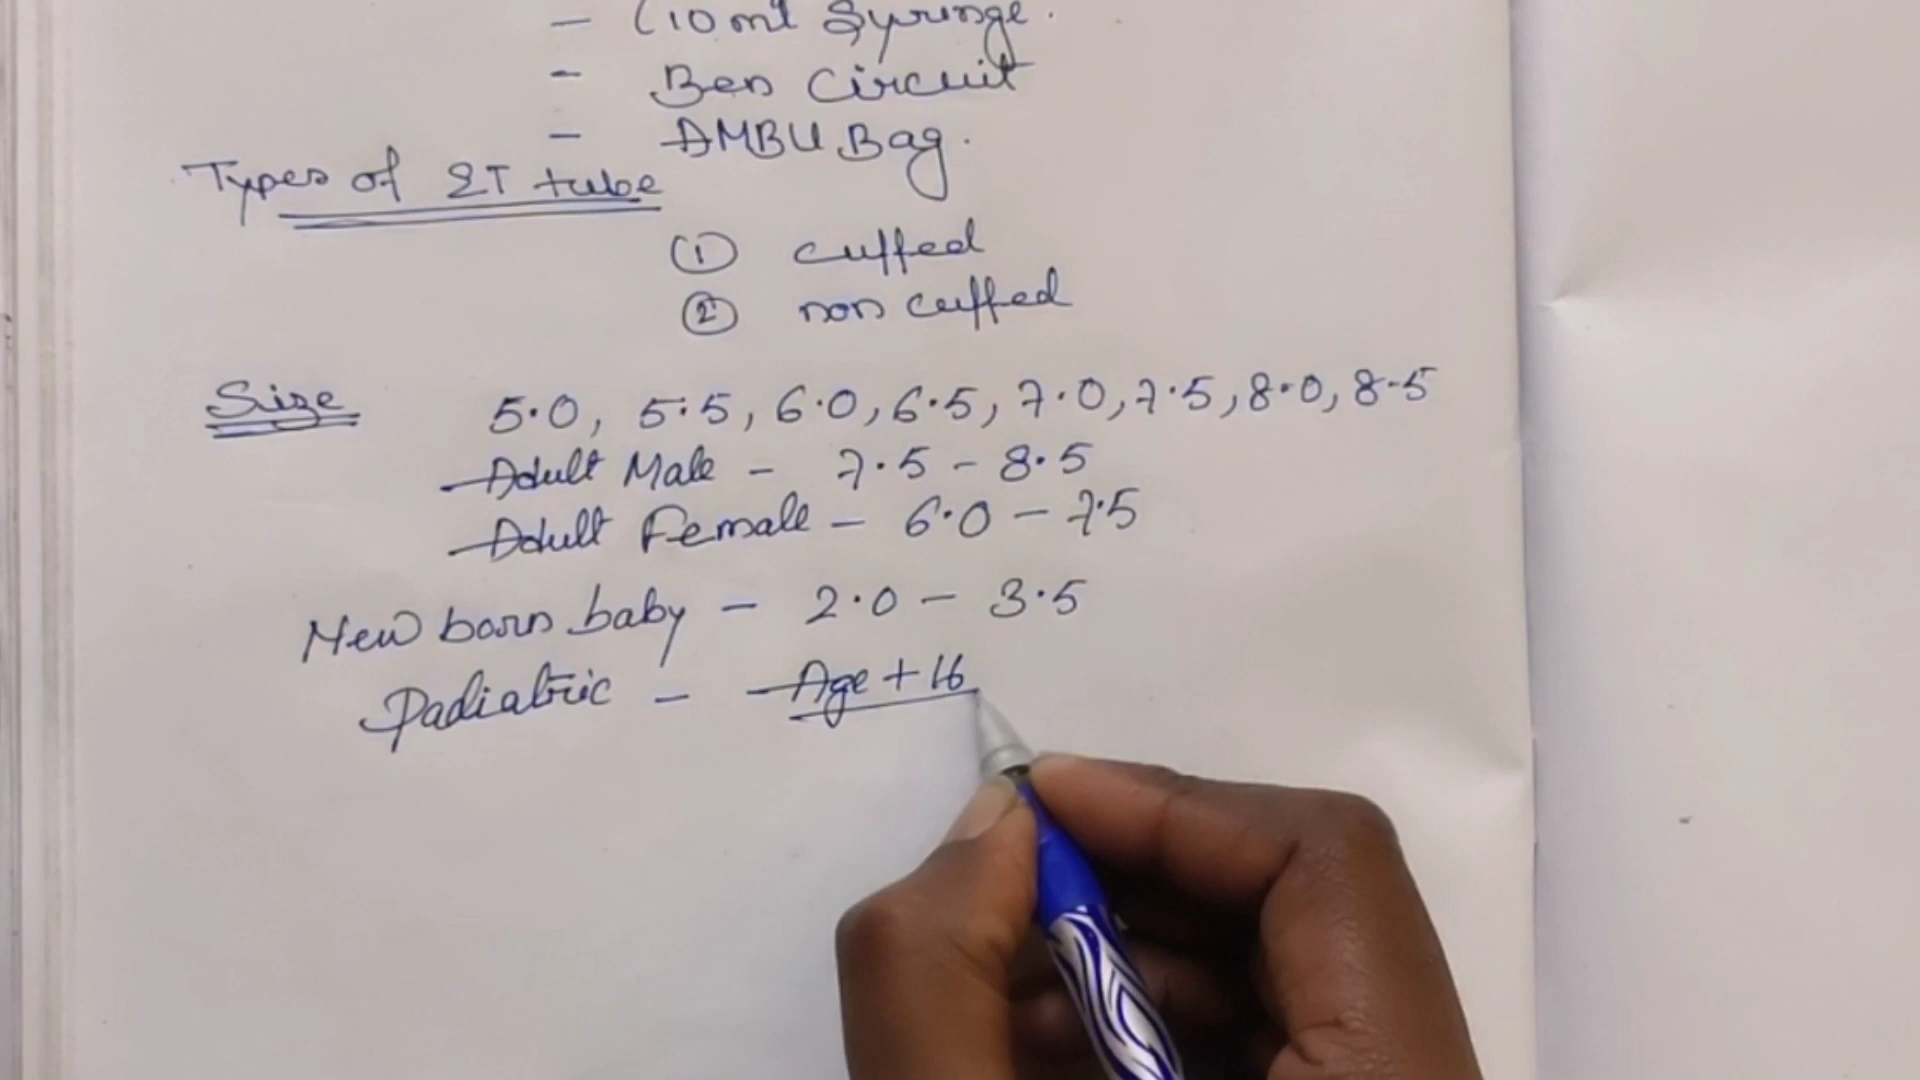 - (10 ml Syringe.
- Ben Circuit
- AMBU Bag.
Types of ET tube
① cuffed
② non cuffed
Size 5.0, 5.5, 6.0, 6.5, 7.0, 7.5, 8.0, 8.5
Adult Male - 7.5 - 8.5
Adult Female - 6.0 - 7.5
New born baby - 2.0 - 3.5
Padiatric - Age + 16